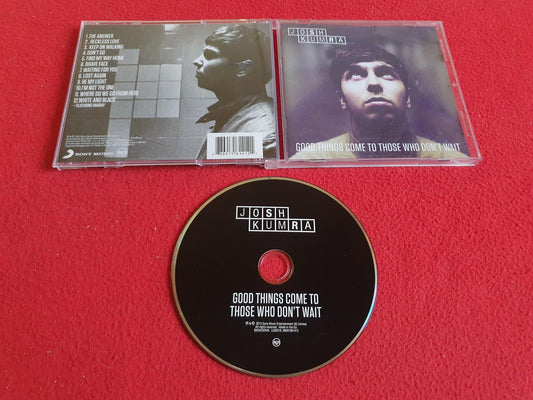 1. THE ANSWER
2. RECKLESS LOVE
3. KEEP ON WALKING
4. DON'T GO
5. FIND MY WAY HOME
6. BRAVE FACE
7. WAITING FOR YOU
8. LOST AGAIN
9. BE MY LIGHT
10. I'M NOT THE ONE
11. WHERE DO WE GO FROM HERE
12. WHITE AND BLACK
SONY MUSIC
JOSH
KUMRA
GOOD THINGS COME TO THOSE WHO DON'T WAIT
JOSH
KUMRA
GOOD THINGS COME TO
THOSE WHO DON'T WAIT